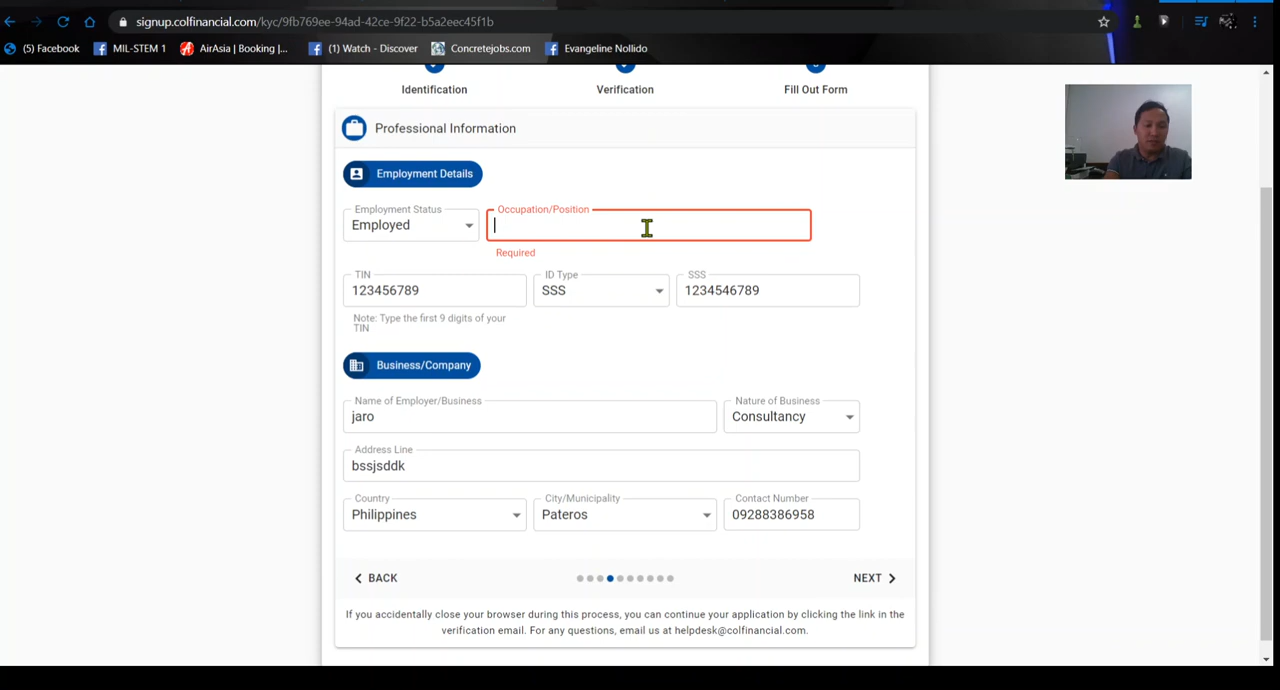 signup.colfinancial.com/kyc/9fb769ee-94ad-42ce-9f22-b5a2eec45f1b
(5) Facebook MIL-STEM 1 AirAsia | Booking |... (1) Watch - Discover Concretejobs.com Evangeline Nollido
Identification Verification Fill Out Form
Professional Information
Employment Details
Employment Status Occupation/Position
Employed
Required
TIN ID Type SSS
123456789 SSS 1234546789
Note: Type the first 9 digits of your
TIN
Business/Company
Name of Employer/Business Nature of Business
jaro Consultancy
Address Line
bssjsddk
Country City/Municipality Contact Number
Philippines Pateros 09288386958
BACK NEXT
If you accidentally close your browser during this process, you can continue your application by clicking the link in the
verification email. For any questions, email us at helpdesk@colfinancial.com.